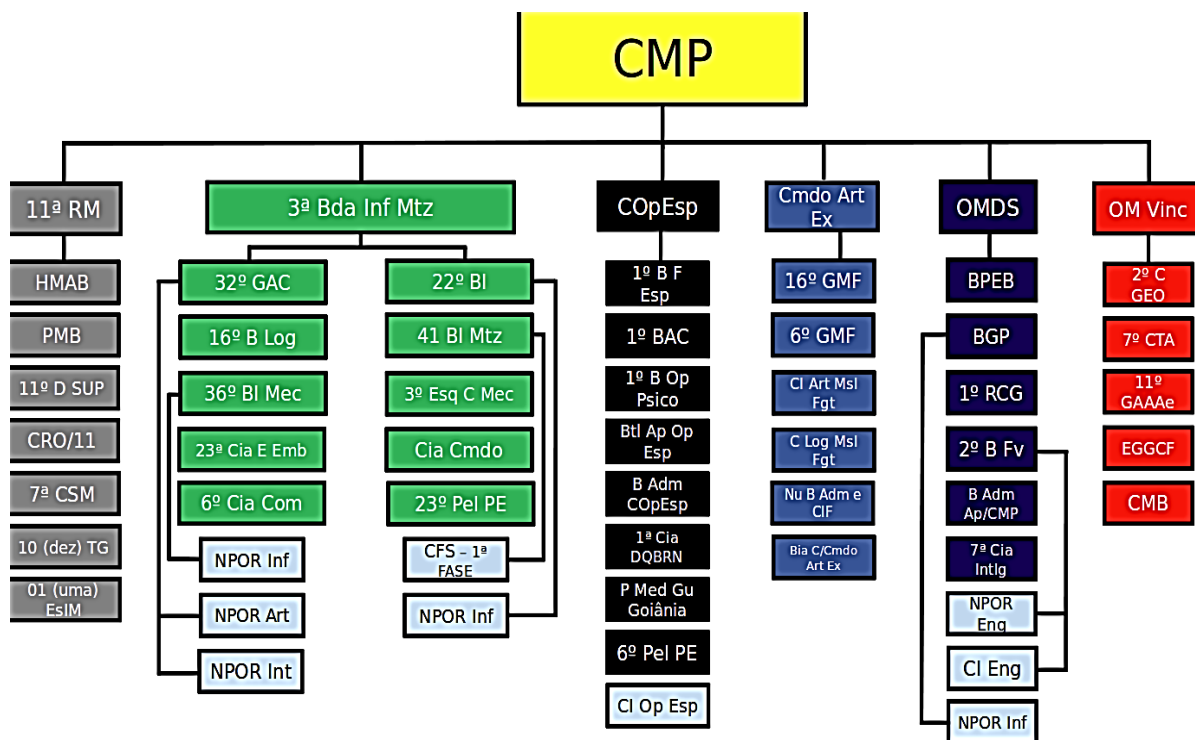 CMP
11ª RM
HMAB
PMB
11º D SUP
CRO/11
7ª CSM
10 (dez) TG
01 (uma)
EsIM
3ª Bda Inf Mtz
32º GAC
16º B Log
36º BI Mec
23ª Cia E Emb
6º Cia Com
NPOR Inf
NPOR Art
NPOR Int
22º BI
41 BI Mtz
3º Esq C Mec
Cia Cmdo
23º Pel PE
CFS – 1ª
FASE
NPOR Inf
COpEsp
1º B F
Esp
1º BAC
1º B Op
Psico
Btl Ap Op
Esp
B Adm
COpEsp
1ª Cia
DQBRN
P Med Gu
Goiânia
6º Pel PE
CI Op Esp
Cmdo Art
Ex
16º GMF
6º GMF
CI Art Msl
Fgt
C Log Msl
Fgt
Nu B Adm e
CIF
Bia C/Cmdo
Art Ex
OMDS
BPEB
BGP
1º RCG
2º B Fv
B Adm
Ap/CMP
7ª Cia
Intlg
NPOR
Eng
CI Eng
NPOR Inf
OM Vinc
2º C
GEO
7º CTA
11º
GAAAe
EGGCF
CMB